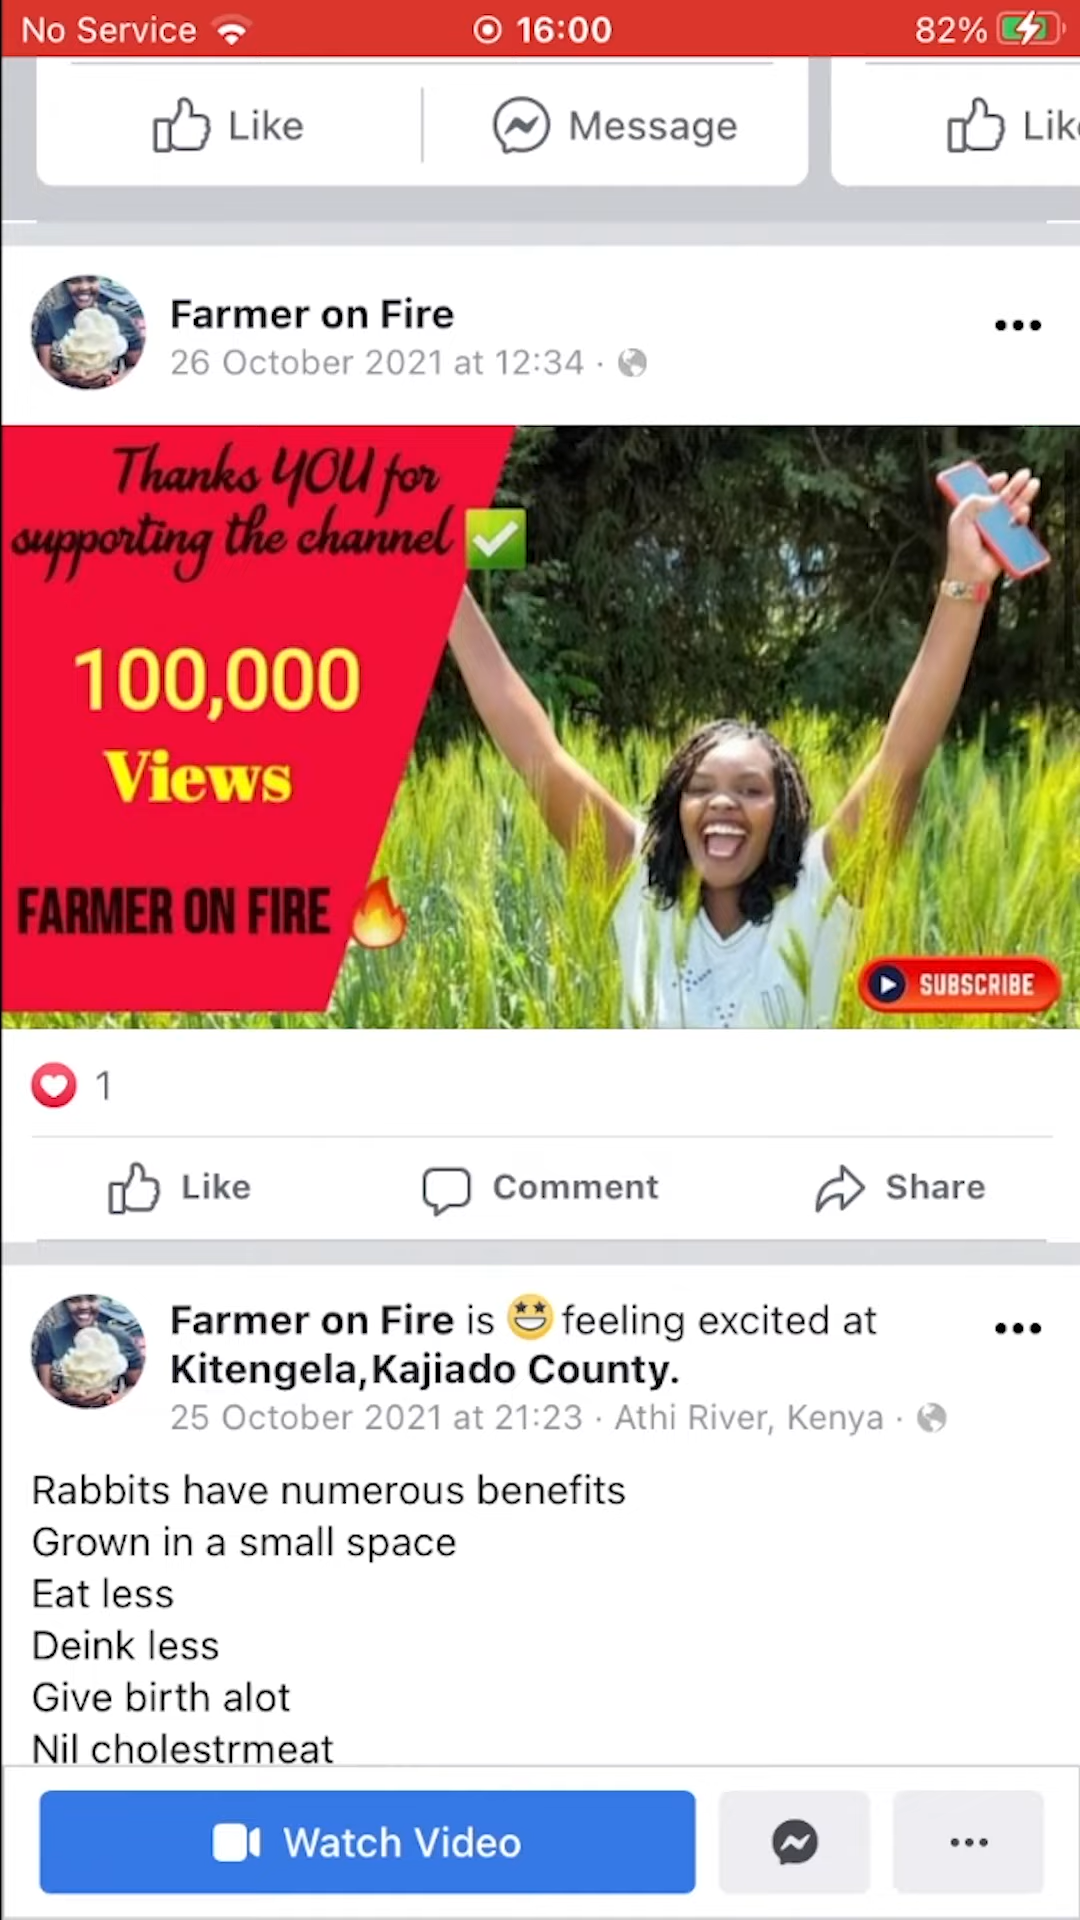 No Service 16:00 82%
Like Message Lik
Farmer on Fire
26 October 2021 at 12:34 ·
Thanks YOU for
supporting the channel
100,000
Views
FARMER ON FIRE
SUBSCRIBE
1
Like Comment Share
Farmer on Fire is feeling excited at
Kitengela,Kajiado County.
25 October 2021 at 21:23 · Athi River, Kenya ·
Rabbits have numerous benefits
Grown in a small space
Eat less
Deink less
Give birth alot
Nil cholestrmeat
Watch Video